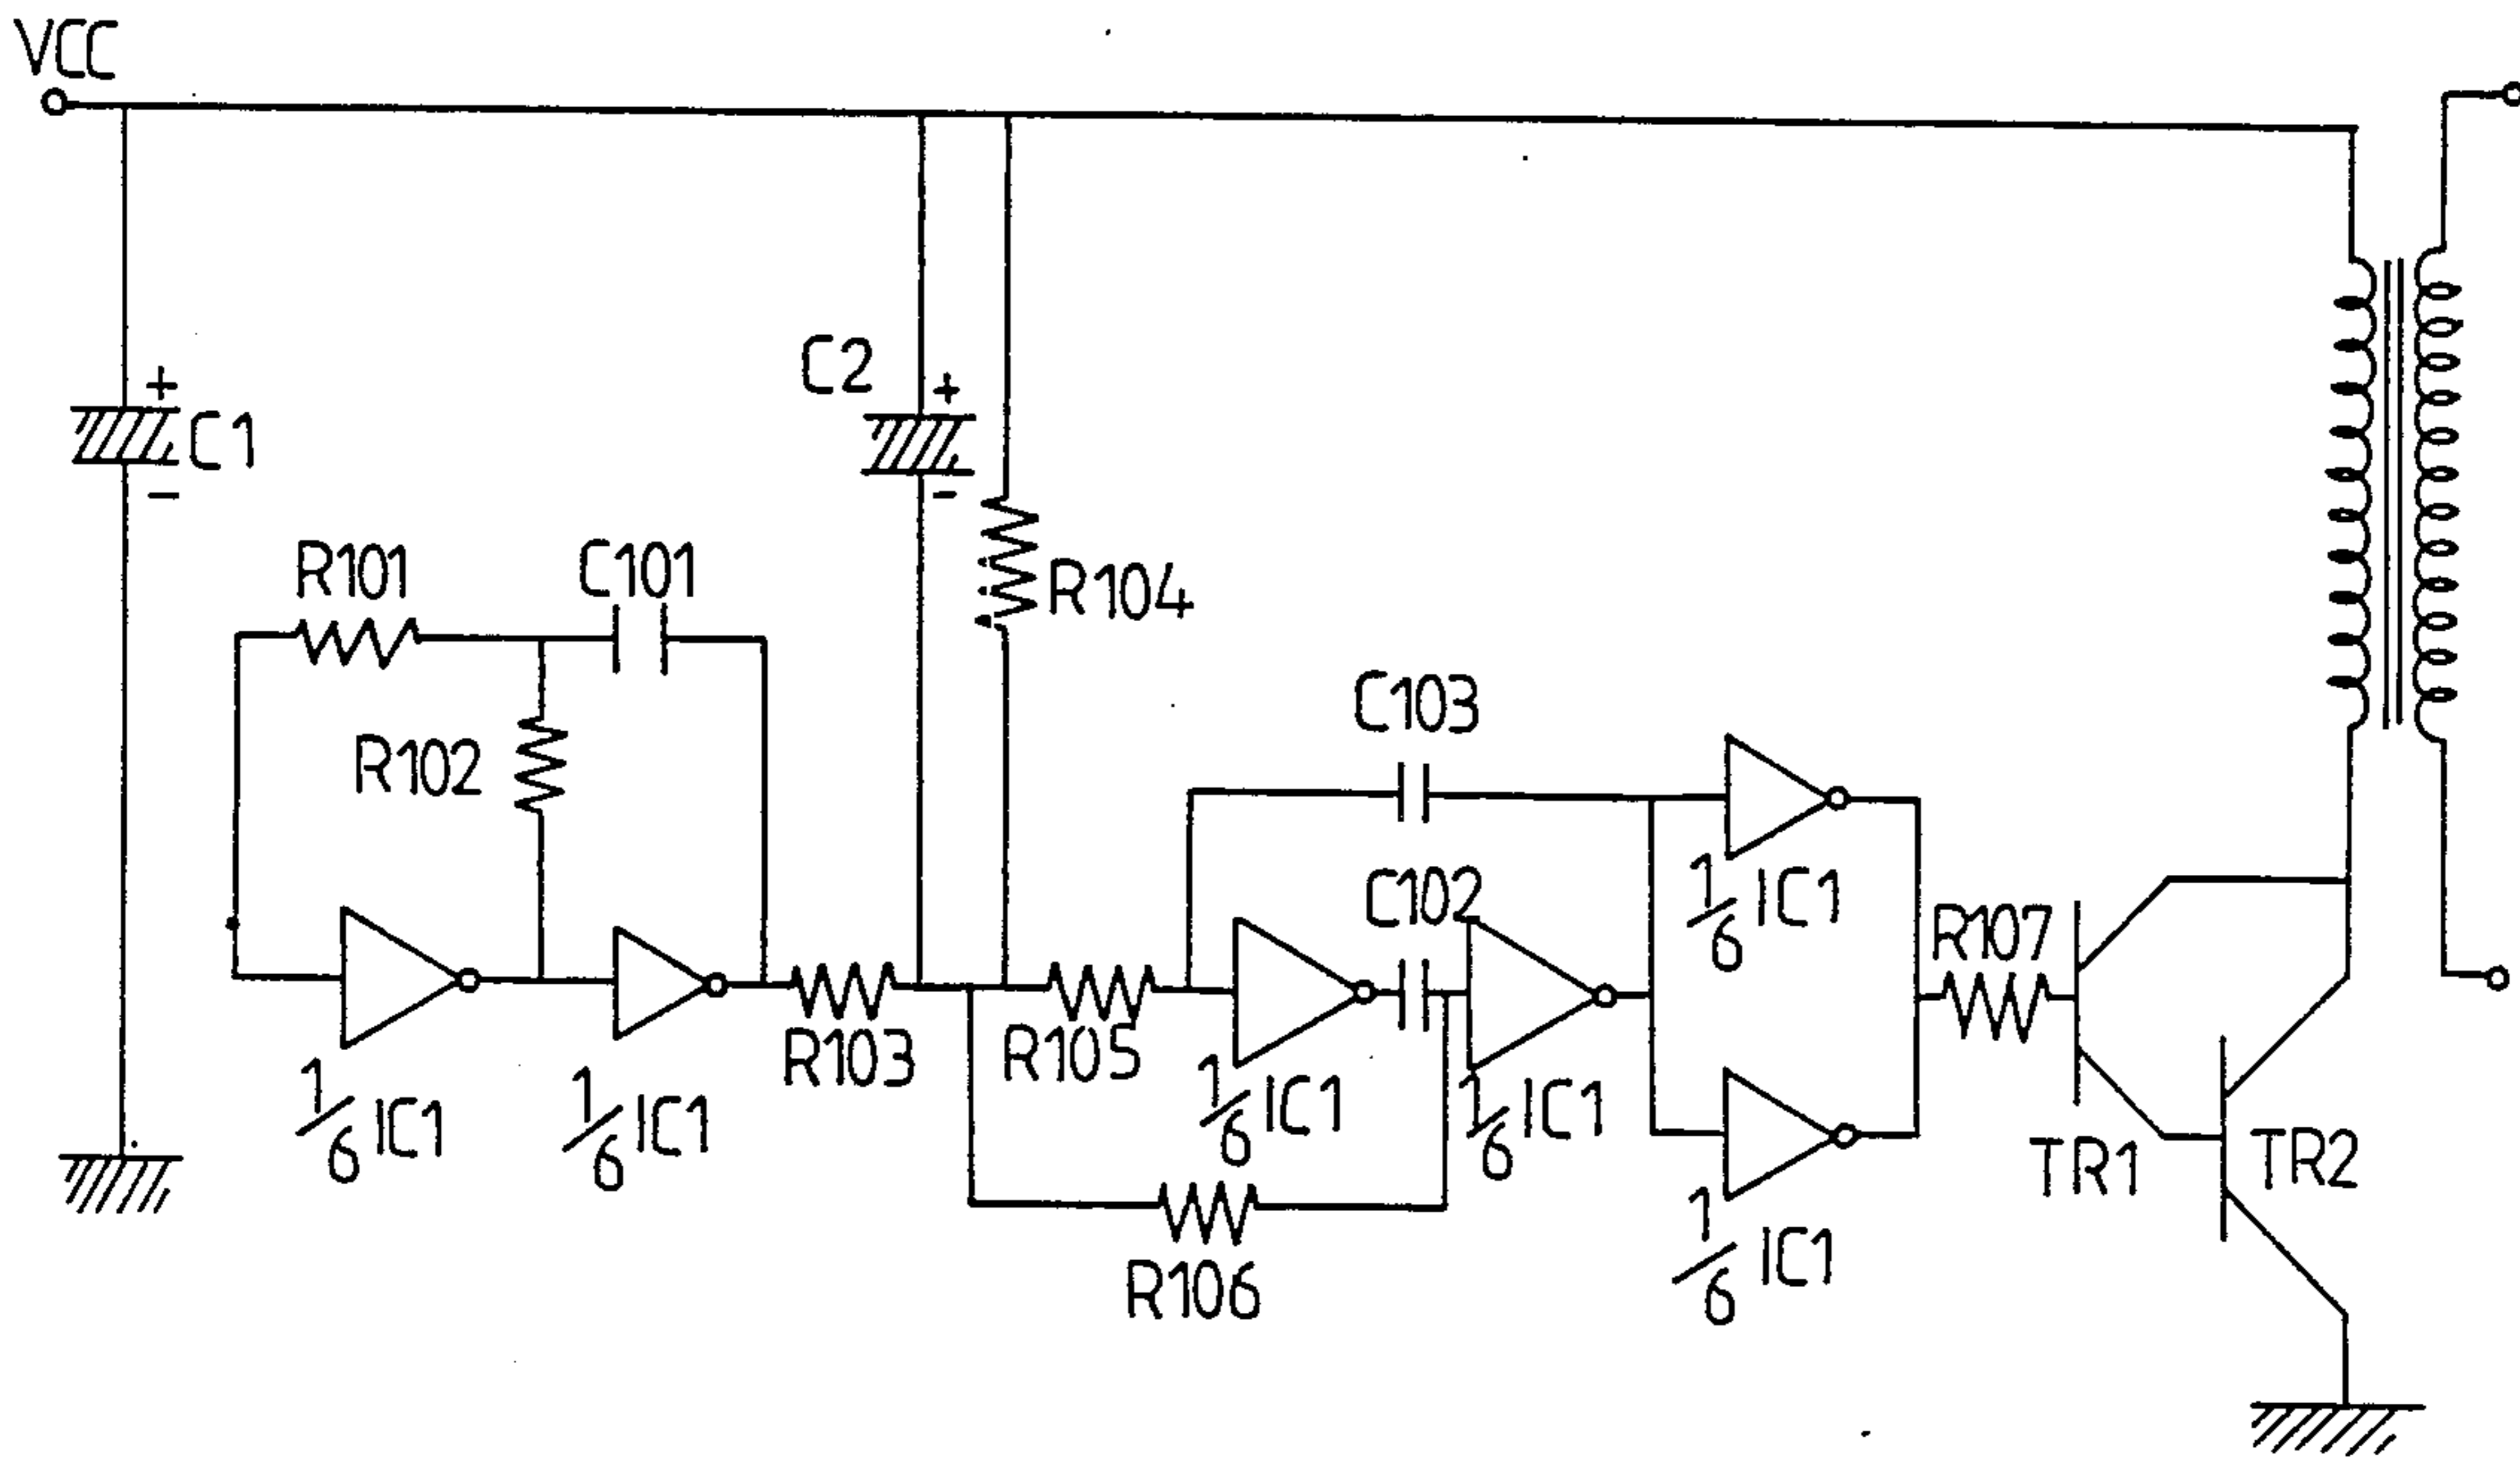 VCC
+
C1
-
C2
+
-
R101
C101
R104
R102
C103
C102
1/6 IC1
R107
1/6 IC1
1/6 IC1
R103
R105
1/6 IC1
1/6 IC1
TR1
TR2
1/6 IC1
R106